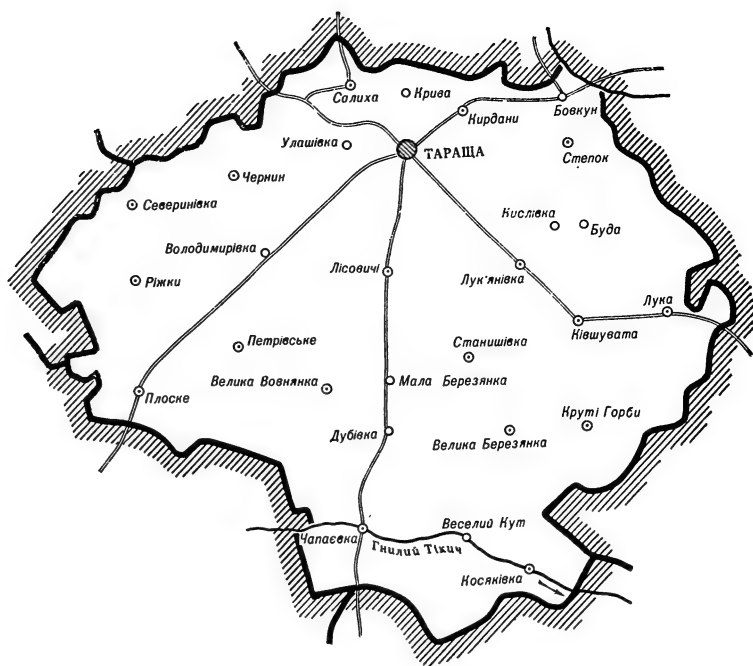 Салиха
Крива
Кирдани
Бовкун
Улашівка
ТАРАЩА
Степок
Чернин
Северинівка
Кислівка
Буда
Володимирівка
Лісовичі
Лук'янівка
Ріжки
Лука
Ківшувата
Петрівське
Станишівка
Велика Вовнянка
Мала Березянка
Плоске
Круті Горби
Дубівка
Велика Березянка
Веселий Кут
Чапаєвка
Гнилий Тікич
Косяківка